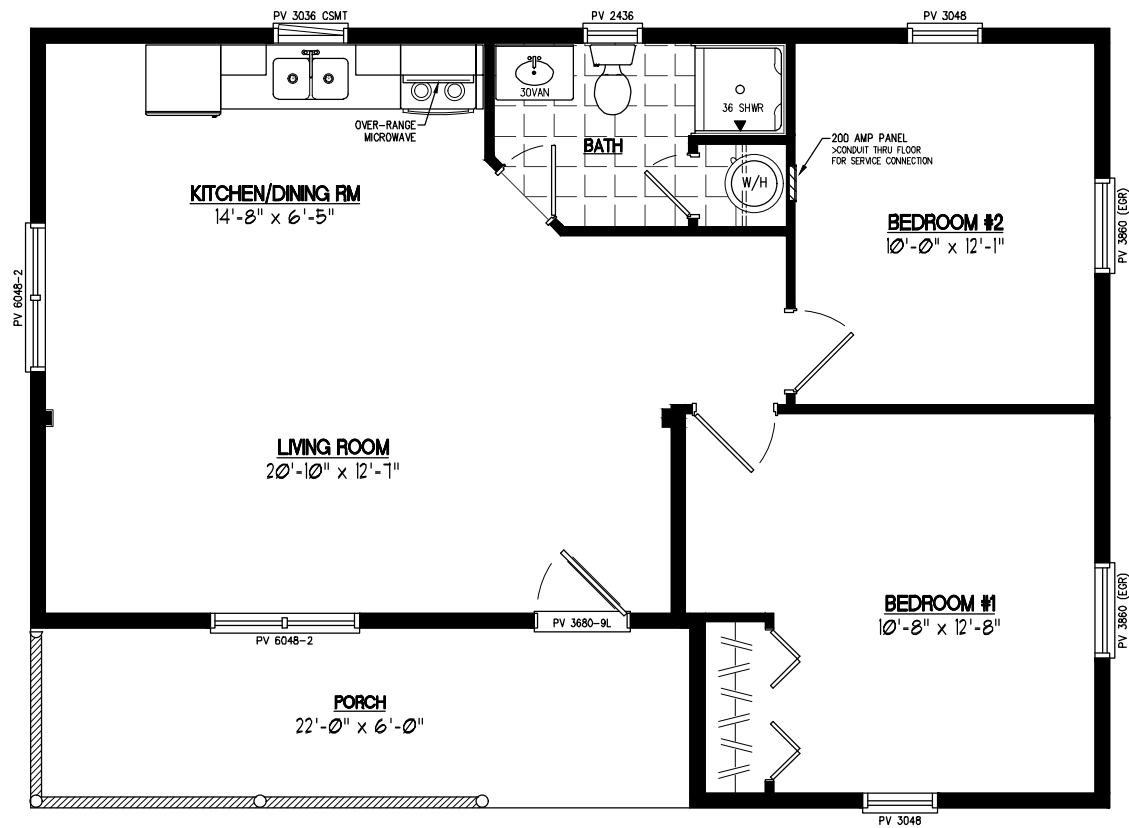 PV 3036 CSMT
PV 2436
PV 3048
30VAN
36 SHWR
OVER-RANGE
MICROWAVE
BATH
200 AMP PANEL
>CONDUIT THRU FLOOR
FOR SERVICE CONNECTION
W/H
KITCHEN/DINING RM
14'-8" x 6'-5"
BEDROOM #2
10'-0" x 12'-1"
PV 3860 (EGR)
PV 6048-2
LIVING ROOM
20'-10" x 12'-7"
BEDROOM #1
10'-8" x 12'-8"
PV 3860 (EGR)
PV 3680-9L
PV 6048-2
PORCH
22'-0" x 6'-0"
PV 3048